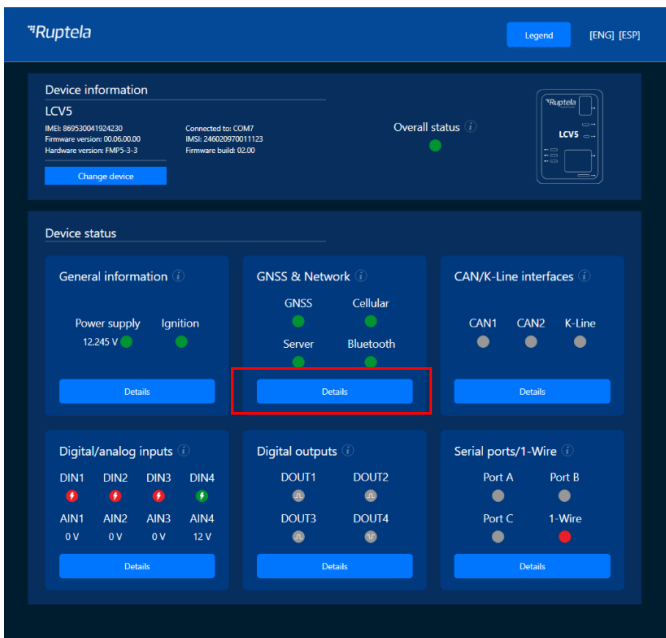 Ruptela
Legend
[ENG] [ESP]
Device information
LCV5
IMEI: 869530041924230
Firmware version: 00.06.00.00
Hardware version: FMP5-3-3
Connected to: COM7
IMSI: 246020970011123
Firmware build: 02.00
Change device
Overall status
Ruptela
LCV5
Device status
General information
Power supply Ignition
12.245 V
Details
GNSS & Network
GNSS Cellular
Server Bluetooth
Details
CAN/K-Line interfaces
CAN1 CAN2 K-Line
Details
Digital/analog inputs
DIN1 DIN2 DIN3 DIN4
AIN1 AIN2 AIN3 AIN4
0 V 0 V 0 V 12 V
Details
Digital outputs
DOUT1 DOUT2
DOUT3 DOUT4
Details
Serial ports/1-Wire
Port A Port B
Port C 1-Wire
Details